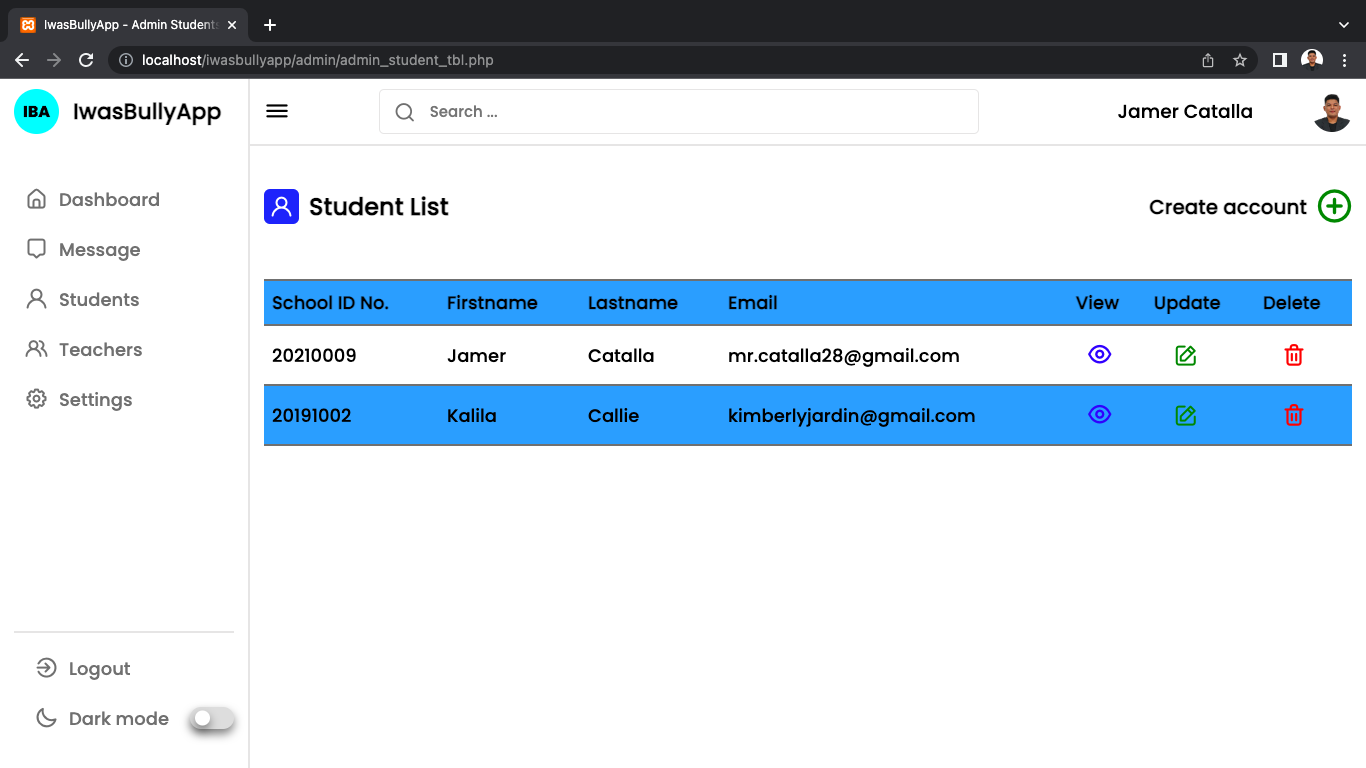 IwasBullyApp - Admin Students
localhost/iwasbullyapp/admin/admin_student_tbl.php
IBA IwasBullyApp
Search ...
Jamer Catalla
Dashboard
Message
Students
Teachers
Settings
Logout
Dark mode
Student List
Create account
School ID No. Firstname Lastname Email View Update Delete
20210009 Jamer Catalla mr.catalla28@gmail.com
20191002 Kalila Callie kimberlyjardin@gmail.com